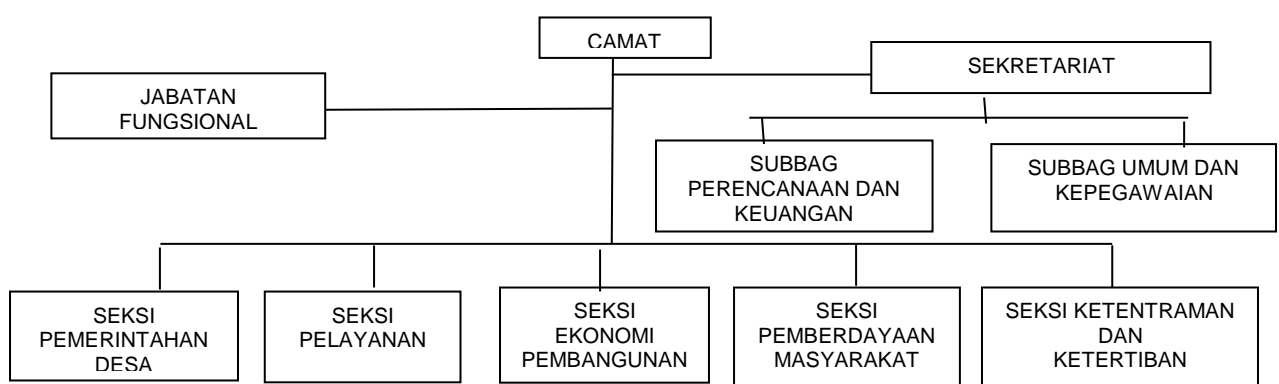 CAMAT
SEKRETARIAT
JABATAN
FUNGSIONAL
SUBBAG
PERENCANAAN DAN
KEUANGAN
SUBBAG UMUM DAN
KEPEGAWAIAN
SEKSI
PEMERINTAHAN
DESA
SEKSI
PELAYANAN
SEKSI
EKONOMI
PEMBANGUNAN
SEKSI
PEMBERDAYAAN
MASYARAKAT
SEKSI KETENTRAMAN
DAN
KETERTIBAN